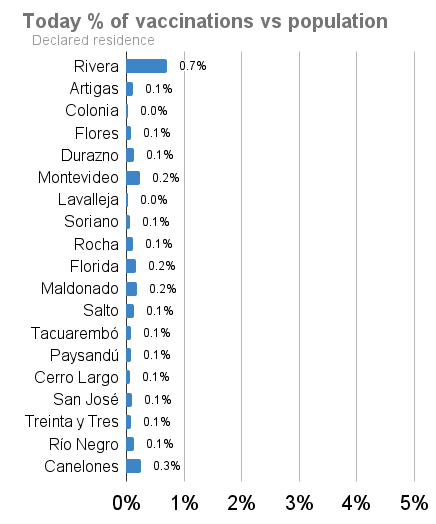 Today % of vaccinations vs population
Declared residence
Rivera 0.7%
Artigas 0.1%
Colonia 0.0%
Flores 0.1%
Durazno 0.1%
Montevideo 0.2%
Lavalleja 0.0%
Soriano 0.1%
Rocha 0.1%
Florida 0.2%
Maldonado 0.2%
Salto 0.1%
Tacuarembó 0.1%
Paysandú 0.1%
Cerro Largo 0.1%
San José 0.1%
Treinta y Tres 0.1%
Río Negro 0.1%
Canelones 0.3%
0% 1% 2% 3% 4% 5%